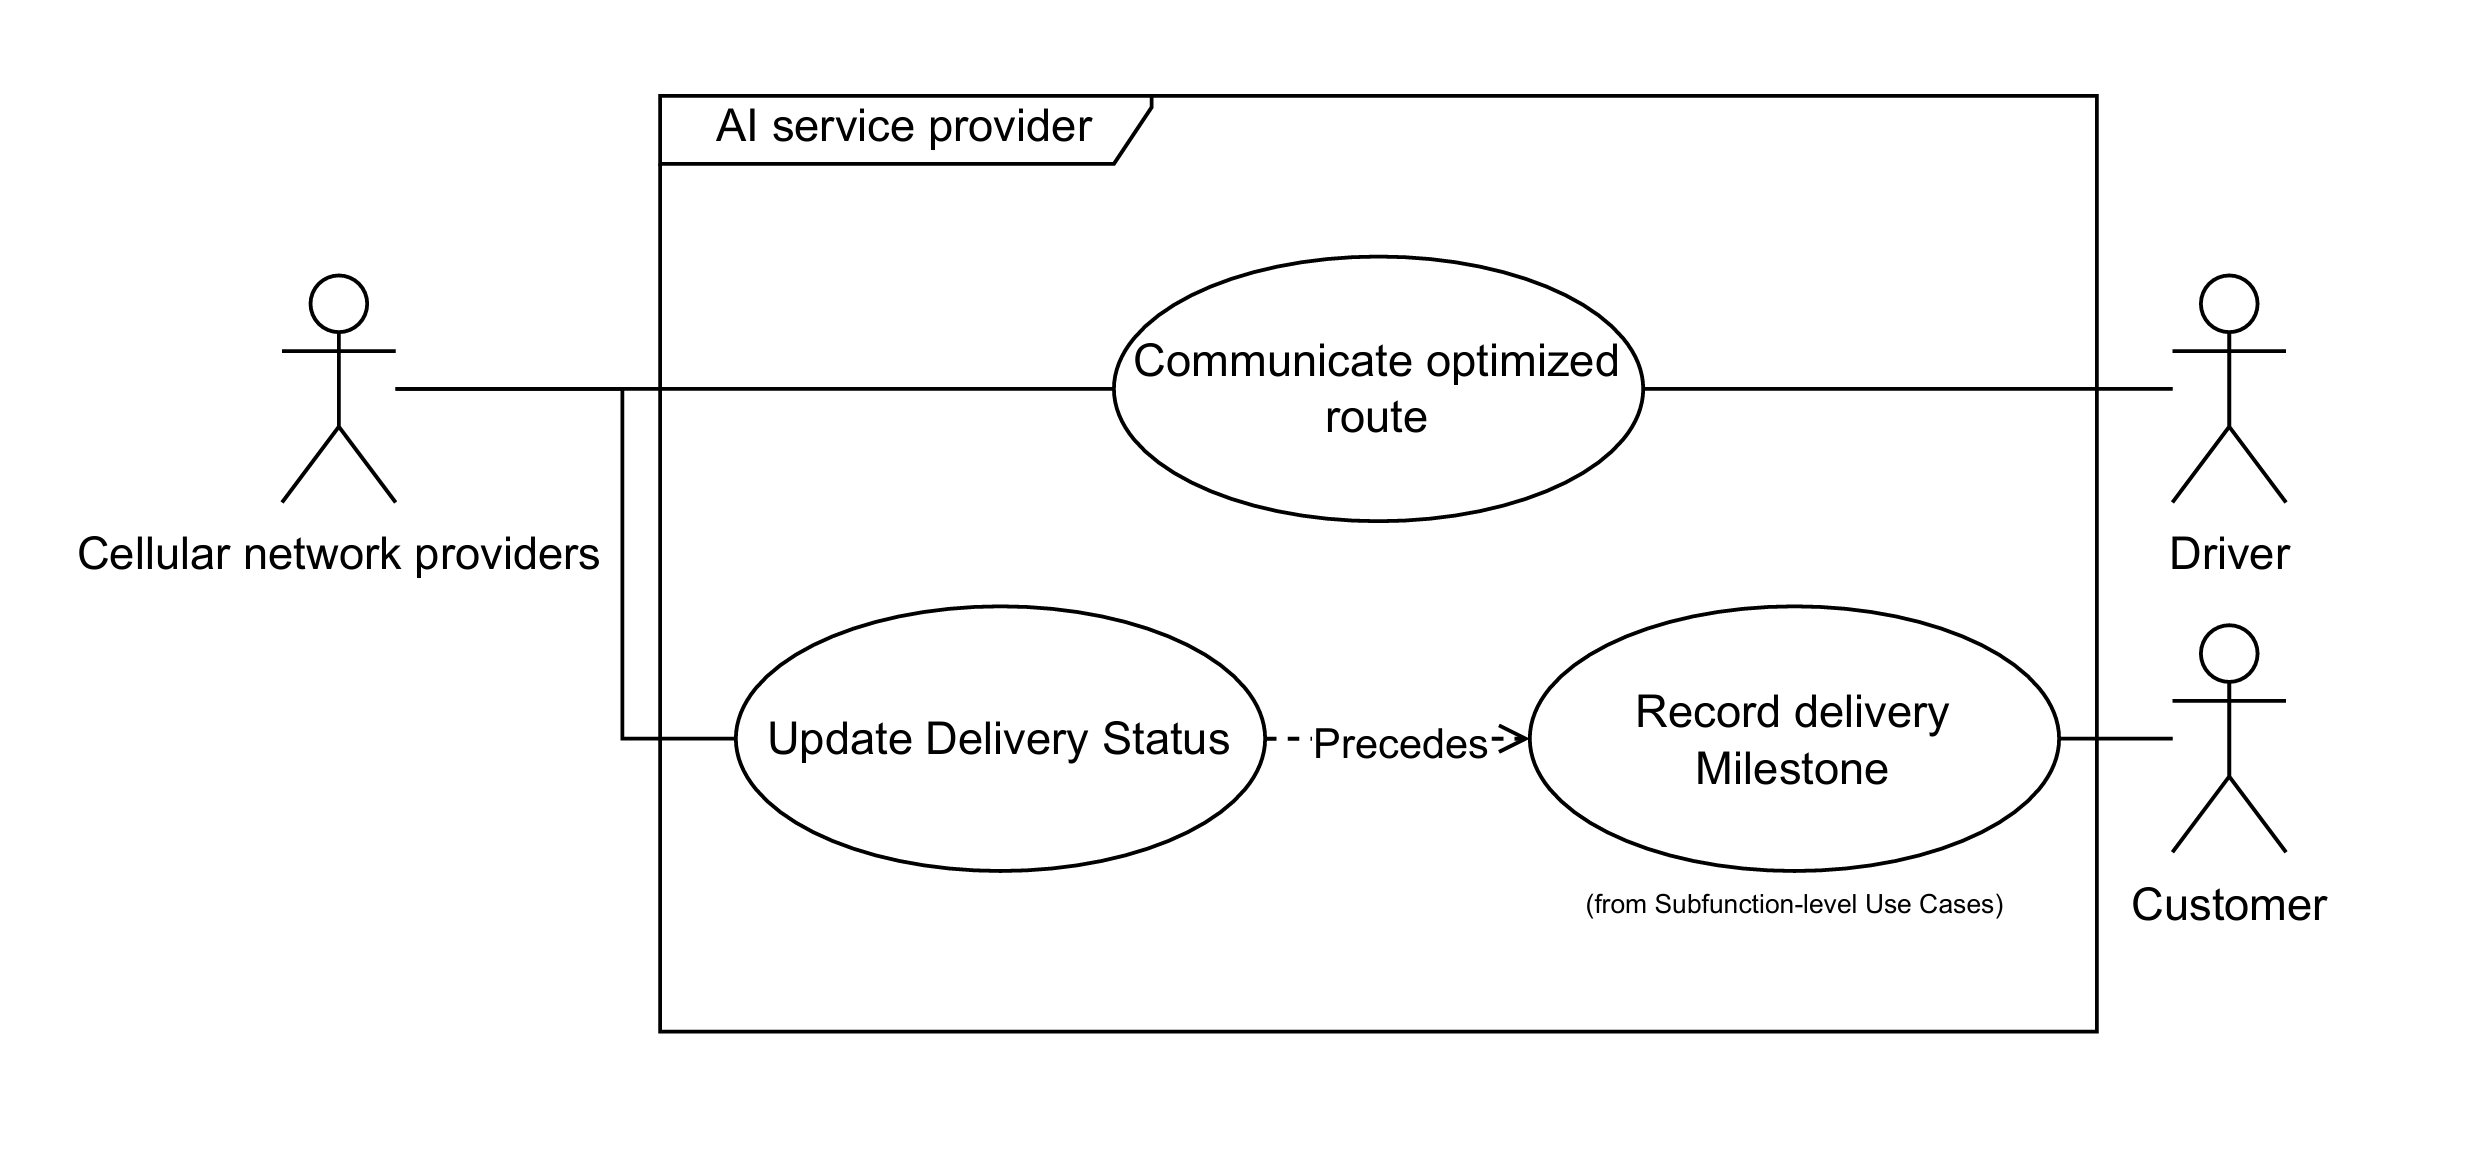 AI service provider
Communicate optimized
route
Cellular network providers
Driver
Update Delivery Status
Precedes
Record delivery
Milestone
(from Subfunction-level Use Cases)
Customer